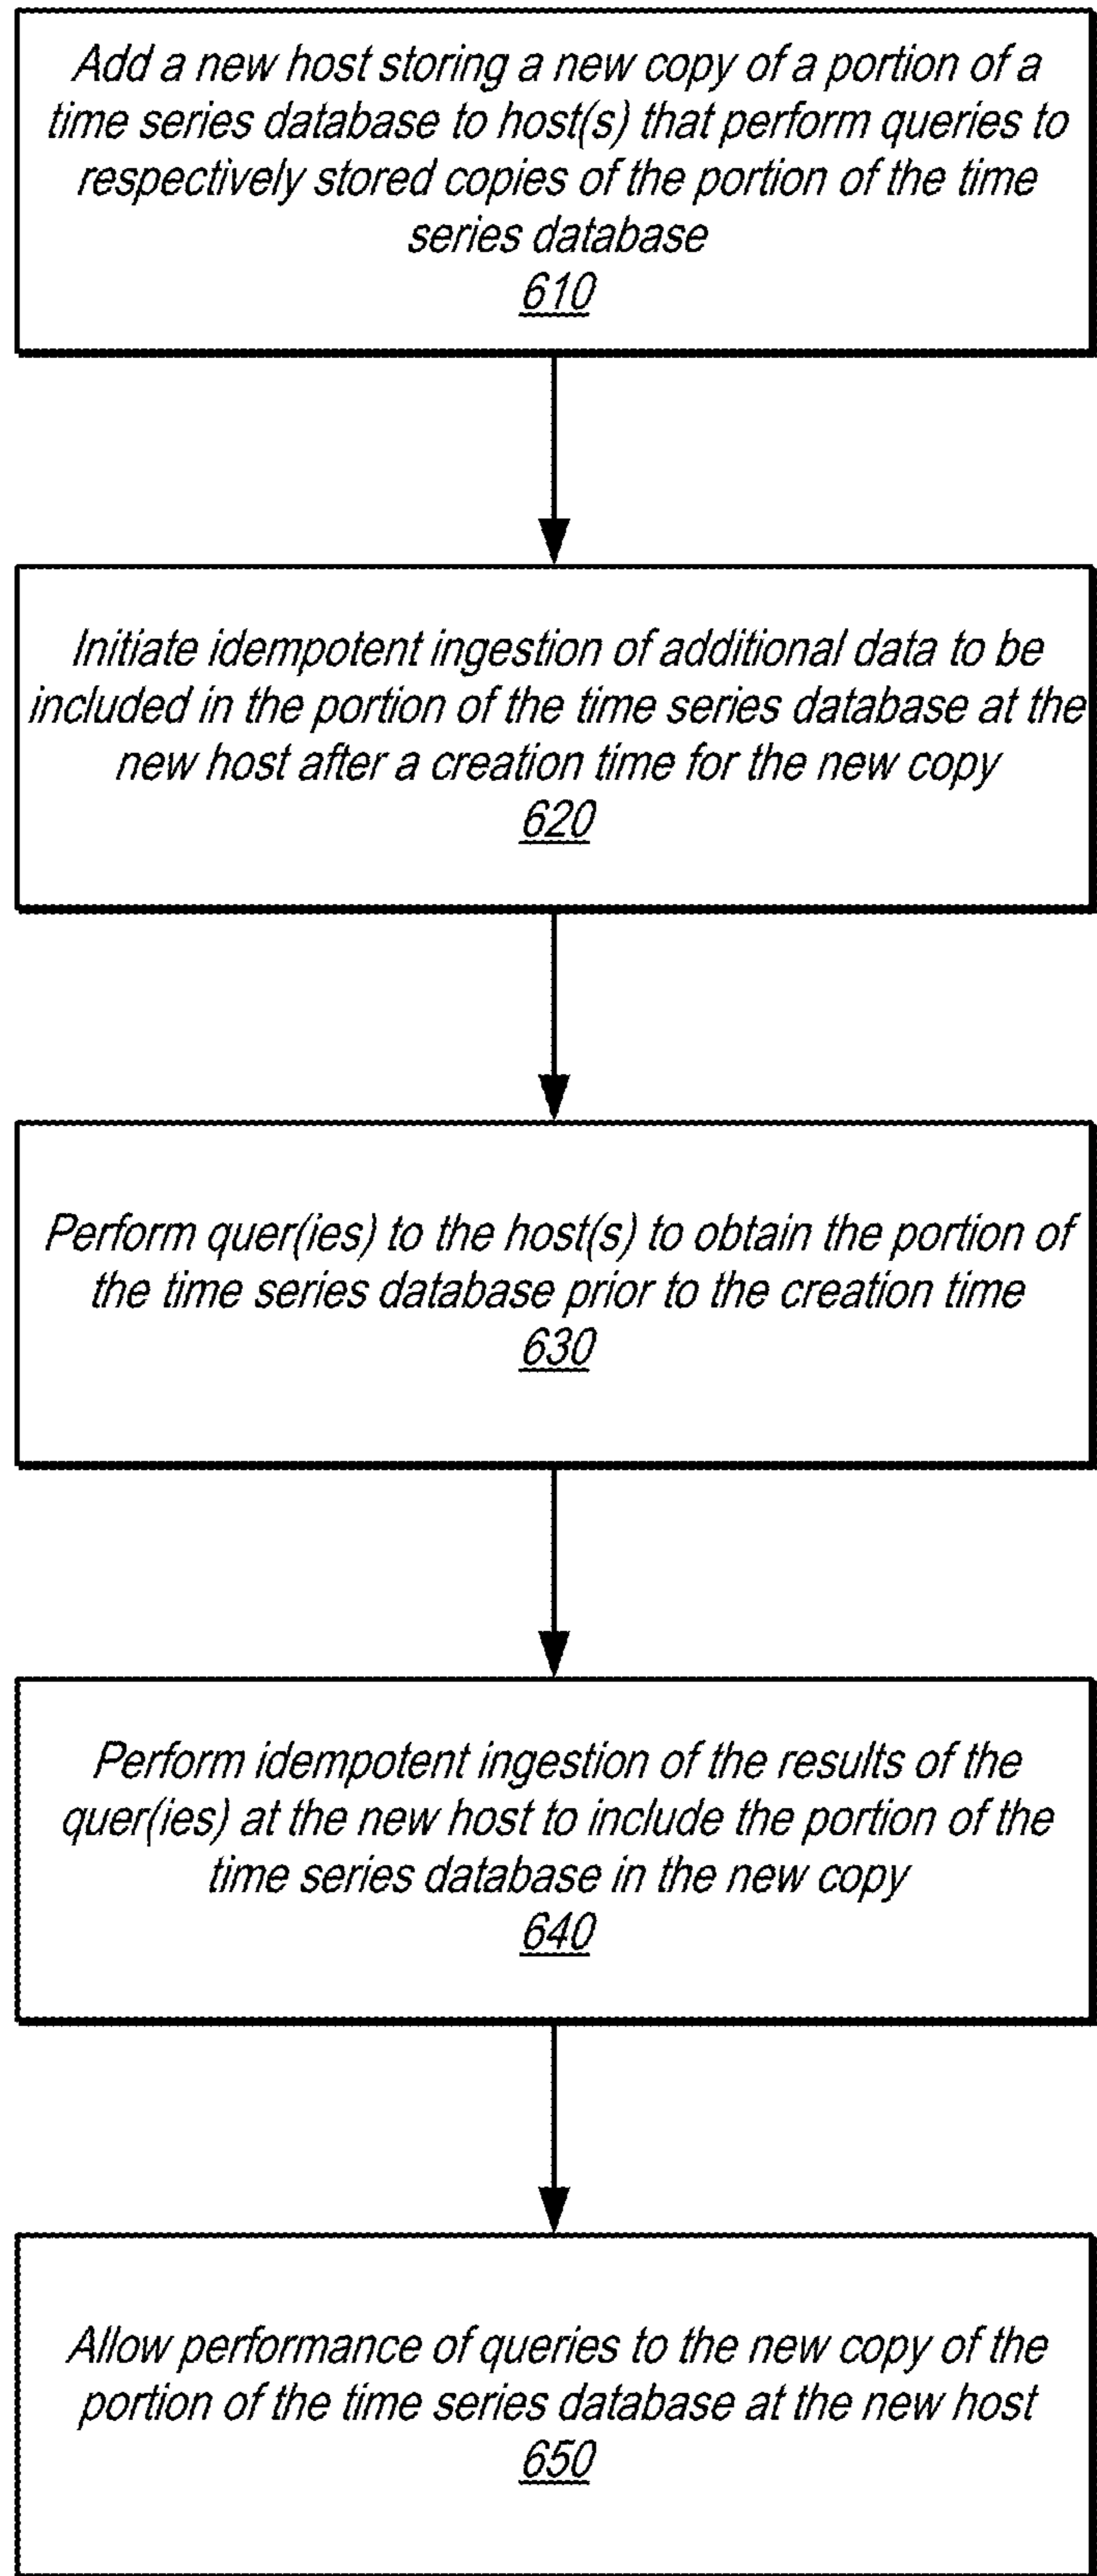 Add a new host storing a new copy of a portion of a
time series database to host(s) that perform queries to
respectively stored copies of the portion of the time
series database
610
Initiate idempotent ingestion of additional data to be
included in the portion of the time series database at the
new host after a creation time for the new copy
620
Perform quer(ies) to the host(s) to obtain the portion of
the time series database prior to the creation time
630
Perform idempotent ingestion of the results of the
quer(ies) at the new host to include the portion of the
time series database in the new copy
640
Allow performance of queries to the new copy of the
portion of the time series database at the new host
650